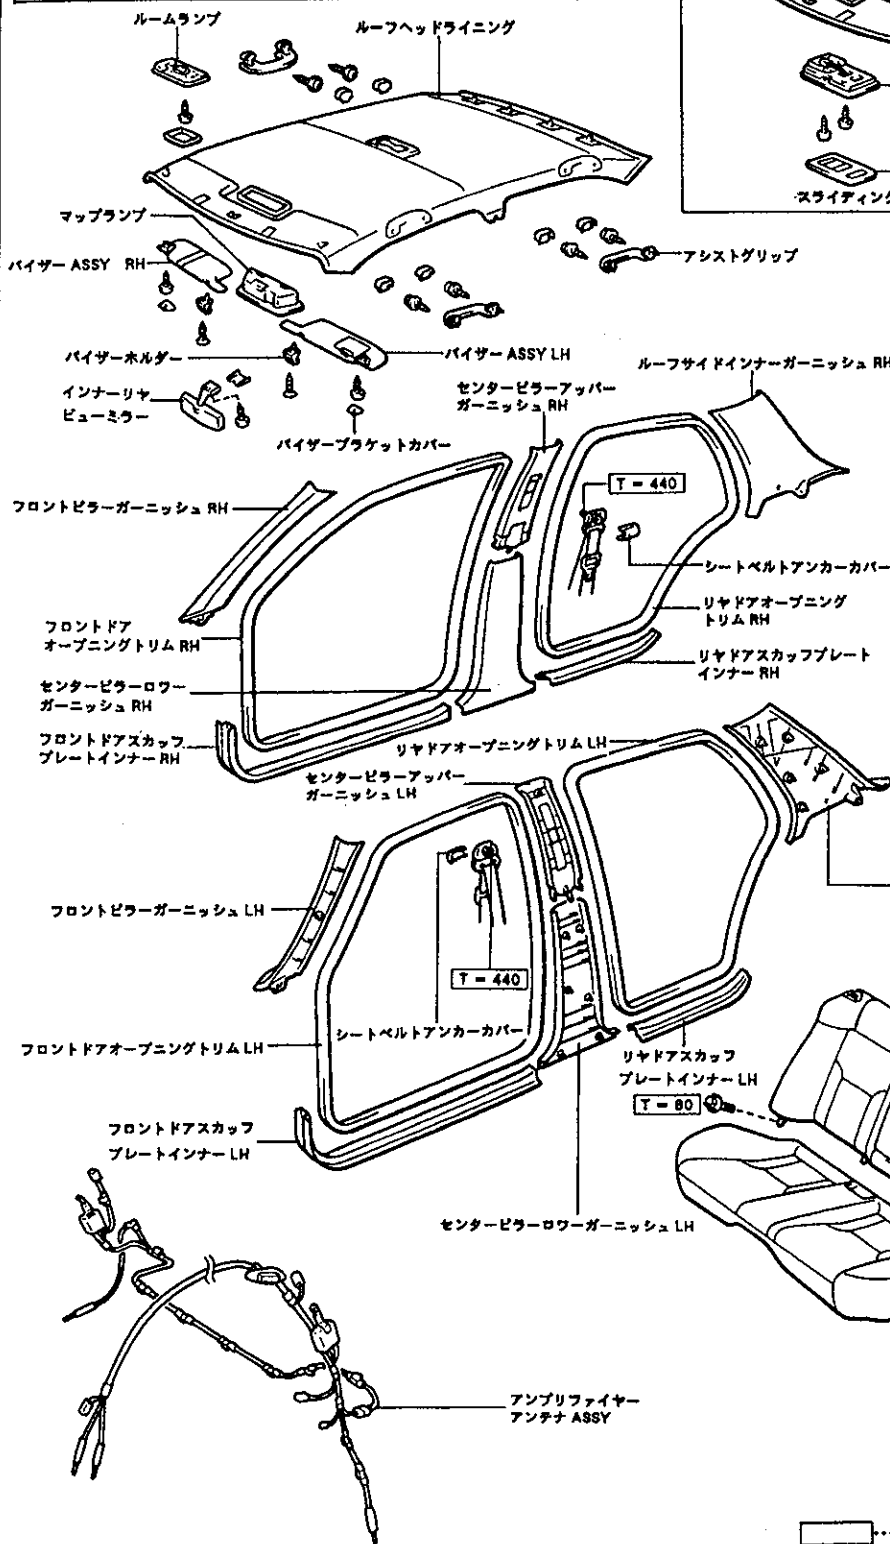 ルームランプ
ルーフヘッドライニング
スライディング
マップランプ
バイザー ASSY RH
アシストグリップ
バイザーホルダー
バイザー ASSY LH
ルーフサイドインナーガーニッシュ RH
インナーリヤ
ビューミラー
センターピラーアッパー
ガーニッシュ RH
バイザーブラケットカバー
T = 440
フロントピラーガーニッシュ RH
シートベルトアンカーカバー
リヤドアオープニング
トリム RH
フロントドア
オープニングトリム RH
リヤドアスカッフプレート
インナー RH
センターピラーロワー
ガーニッシュ RH
フロントドアスカッフ
プレートインナー RH
リヤドアオープニングトリム LH
センターピラーアッパー
ガーニッシュ LH
フロントピラーガーニッシュ LH
T = 440
シートベルトアンカーカバー
フロントドアオープニングトリム LH
リヤドアスカッフ
プレートインナー LH
T = 80
フロントドアスカッフ
プレートインナー LH
センターピラーロワーガーニッシュ LH
アンプリファイヤー
アンテナ ASSY